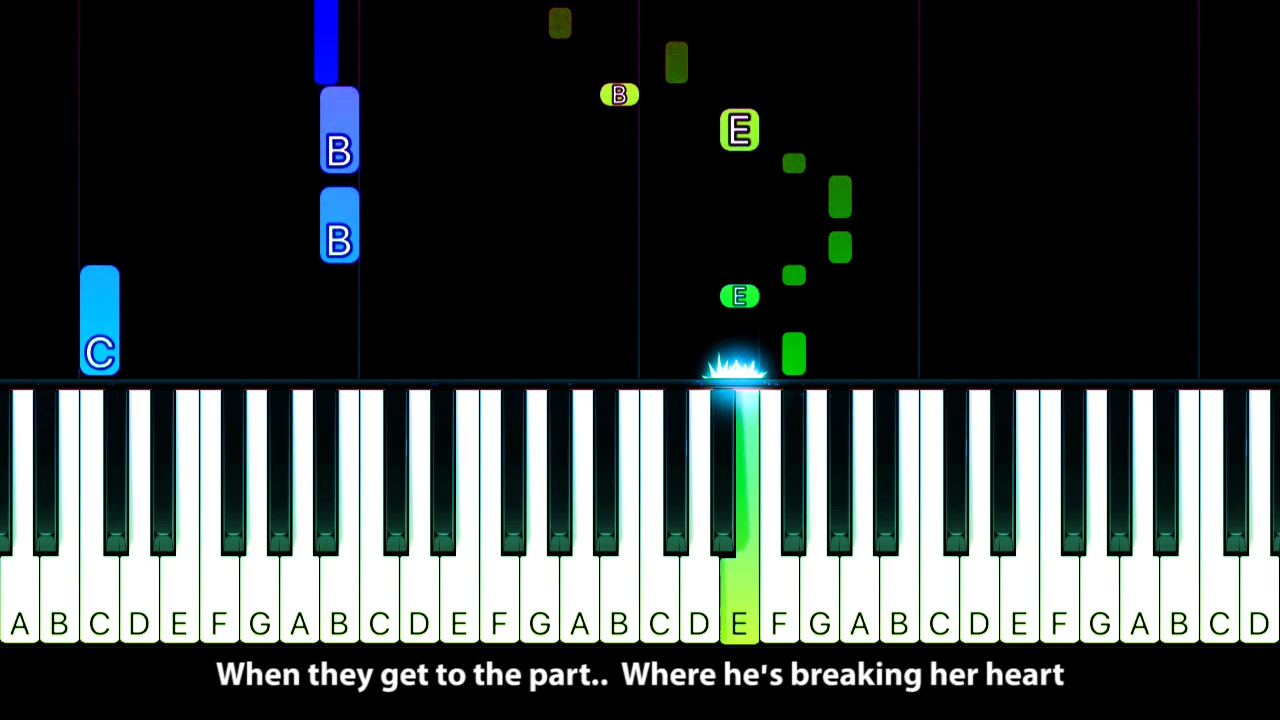 B
E
B
B
E
C
A B C D E F G A B C D E F G A B C D E F G A B C D E F G A B C D
When they get to the part.. Where he's breaking her heart